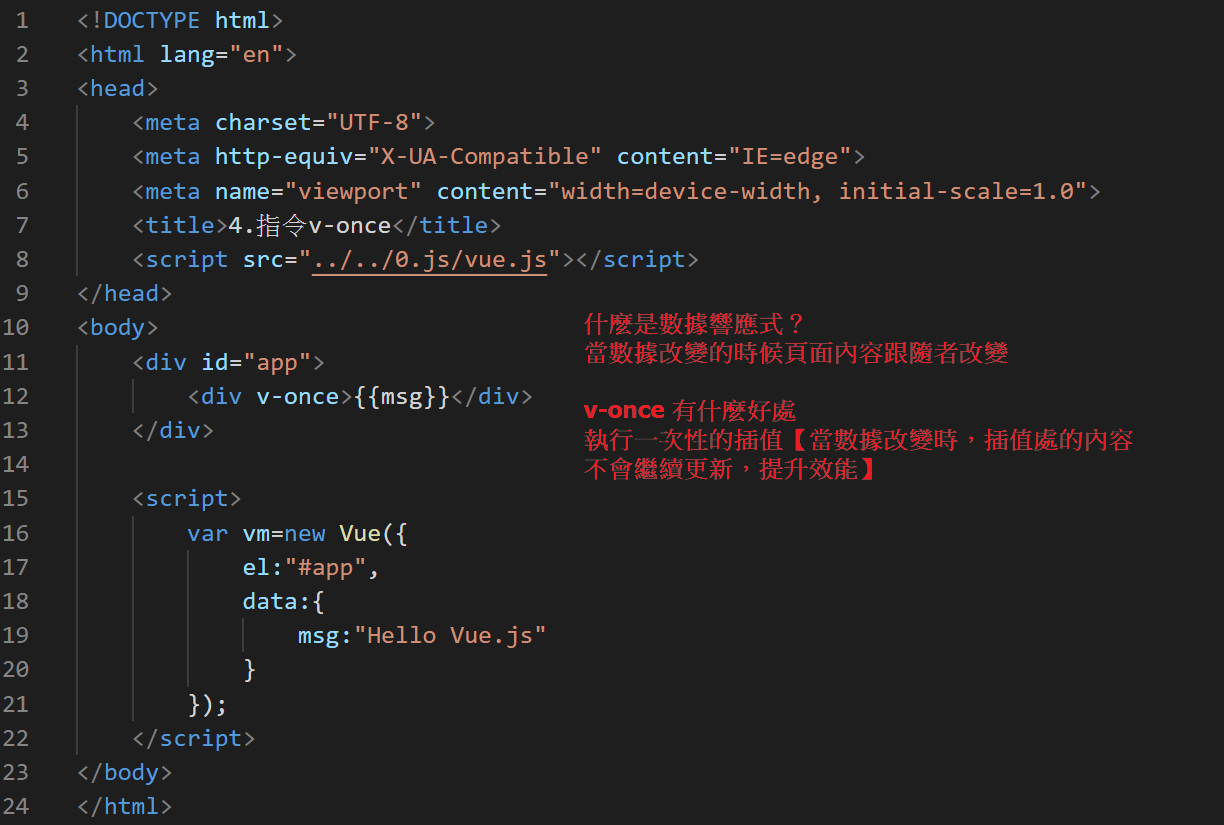 1 <!DOCTYPE html>
2 <html lang="en">
3 <head>
4 <meta charset="UTF-8">
5 <meta http-equiv="X-UA-Compatible" content="IE=edge">
6 <meta name="viewport" content="width=device-width, initial-scale=1.0">
7 <title>4.指令v-once</title>
8 <script src="../../0.js/vue.js"></script>
9 </head>
10 <body>
11 <div id="app">
12 <div v-once>{{msg}}</div>
13 </div>
14
15 <script>
16 var vm=new Vue({
17 el:"#app",
18 data:{
19 msg:"Hello Vue.js"
20 }
21 });
22 </script>
23 </body>
24 </html>
什麼是數據響應式？
當數據改變的時候頁面內容跟隨者改變
v-once 有什麼好處
執行一次性的插值【當數據改變時，插值處的內容
不會繼續更新，提升效能】